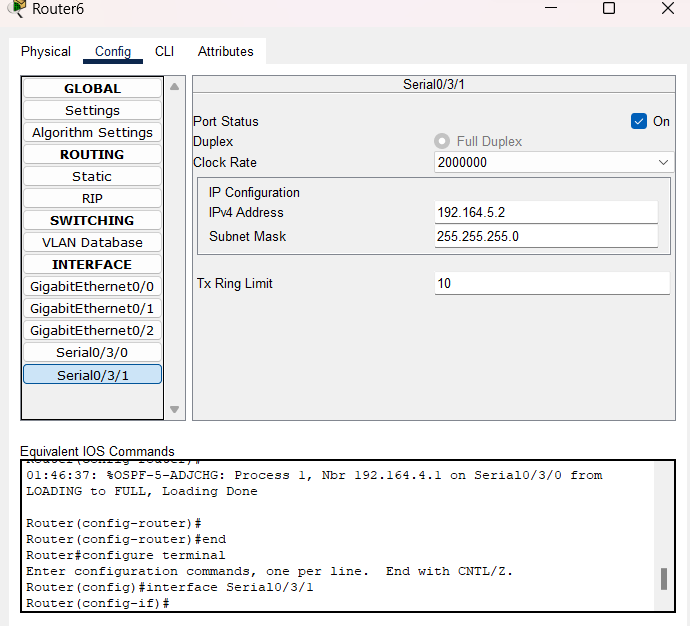 Router6
Physical Config CLI Attributes
GLOBAL
Settings
Algorithm Settings
ROUTING
Static
RIP
SWITCHING
VLAN Database
INTERFACE
GigabitEthernet0/0
GigabitEthernet0/1
GigabitEthernet0/2
Serial0/3/0
Serial0/3/1
Serial0/3/1
Port Status On
Duplex Full Duplex
Clock Rate 2000000
IP Configuration
IPv4 Address 192.164.5.2
Subnet Mask 255.255.255.0
Tx Ring Limit 10
Equivalent IOS Commands
Router(config-router)#
01:46:37: %OSPF-5-ADJCHG: Process 1, Nbr 192.164.4.1 on Serial0/3/0 from
LOADING to FULL, Loading Done
Router(config-router)#
Router(config-router)#end
Router#configure terminal
Enter configuration commands, one per line. End with CNTL/Z.
Router(config)#interface Serial0/3/1
Router(config-if)#